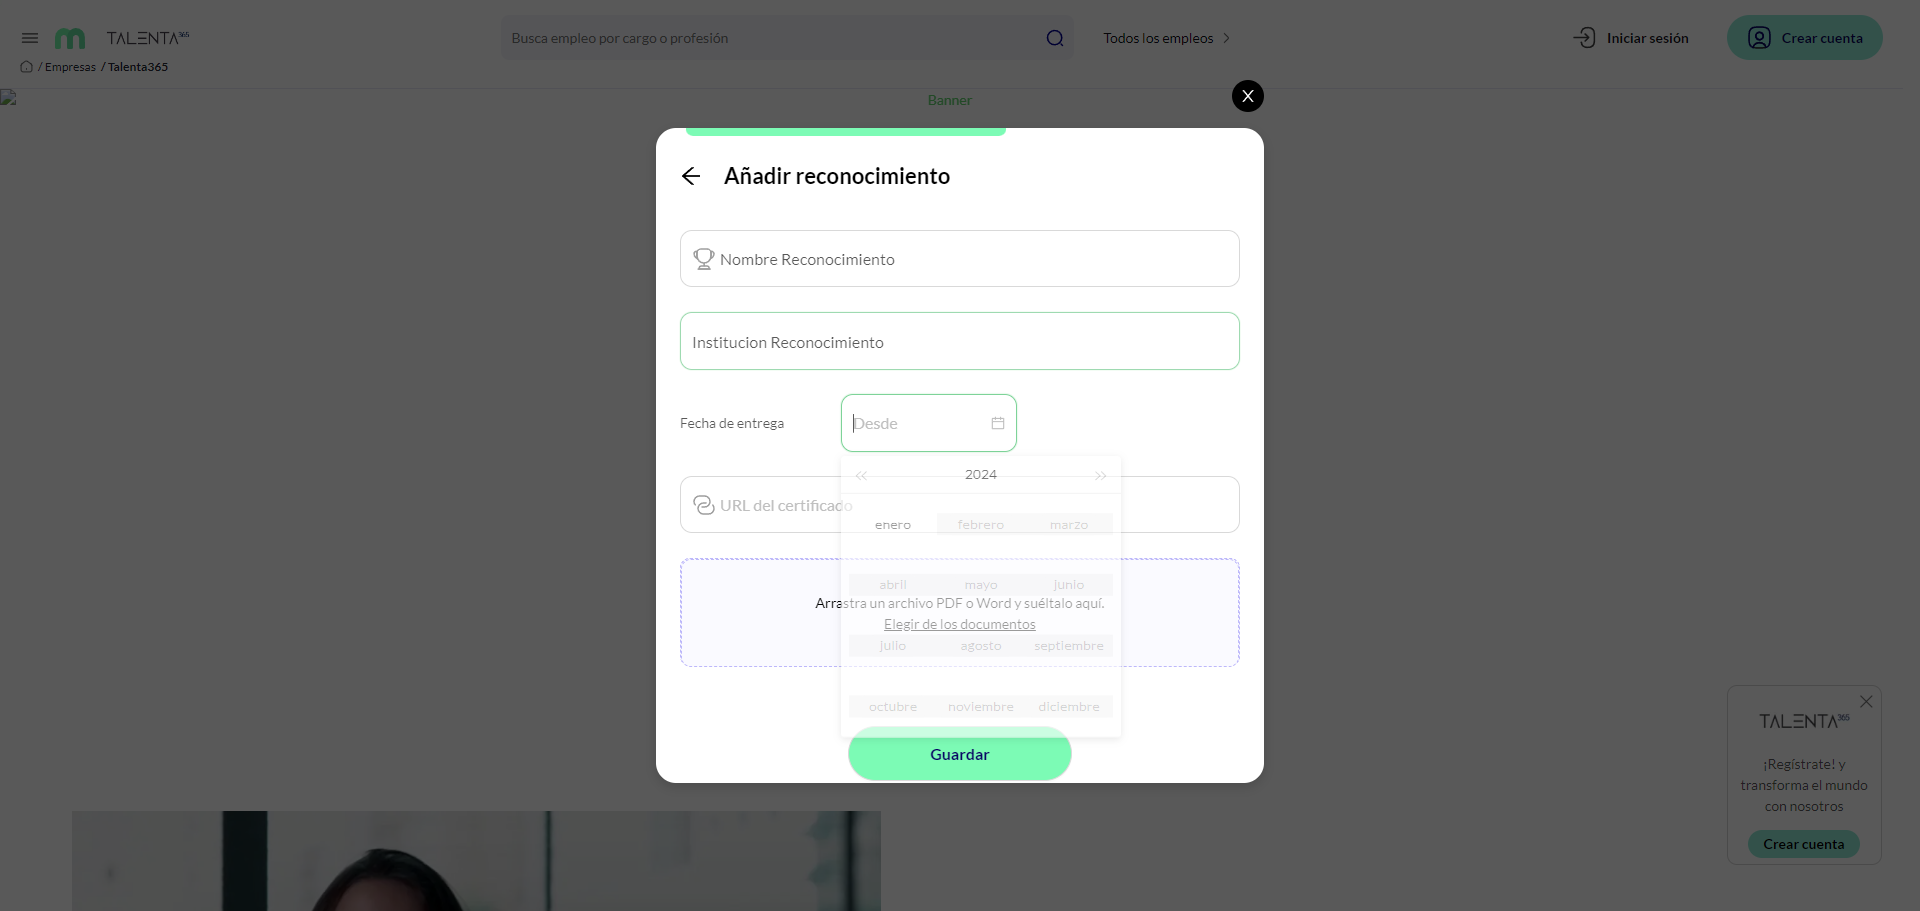 TALENTA365
Busca empleo por cargo o profesión
Todos los empleos
Iniciar sesión
Crear cuenta
/ Empresas / Talenta365
Banner
X
Añadir reconocimiento
Nombre Reconocimiento
Institucion Reconocimiento
Fecha de entrega
Desde
2024
URL del certificado
enero febrero marzo
abril mayo junio
Arrastra un archivo PDF o Word y suéltalo aquí.
Elegir de los documentos
julio agosto septiembre
octubre noviembre diciembre
Guardar
TALENTA365
¡Regístrate! y
transforma el mundo
con nosotros
Crear cuenta